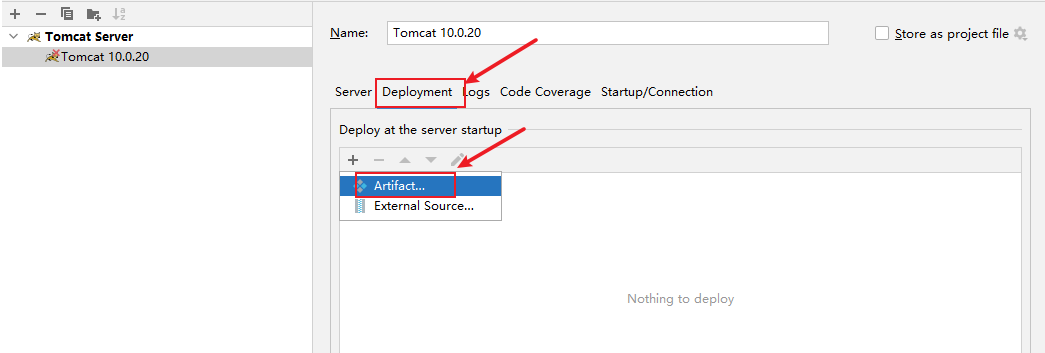 Tomcat Server
Tomcat 10.0.20
Name: Tomcat 10.0.20 Store as project file
Server Deployment Logs Code Coverage Startup/Connection
Deploy at the server startup
Artifact...
External Source...
Nothing to deploy